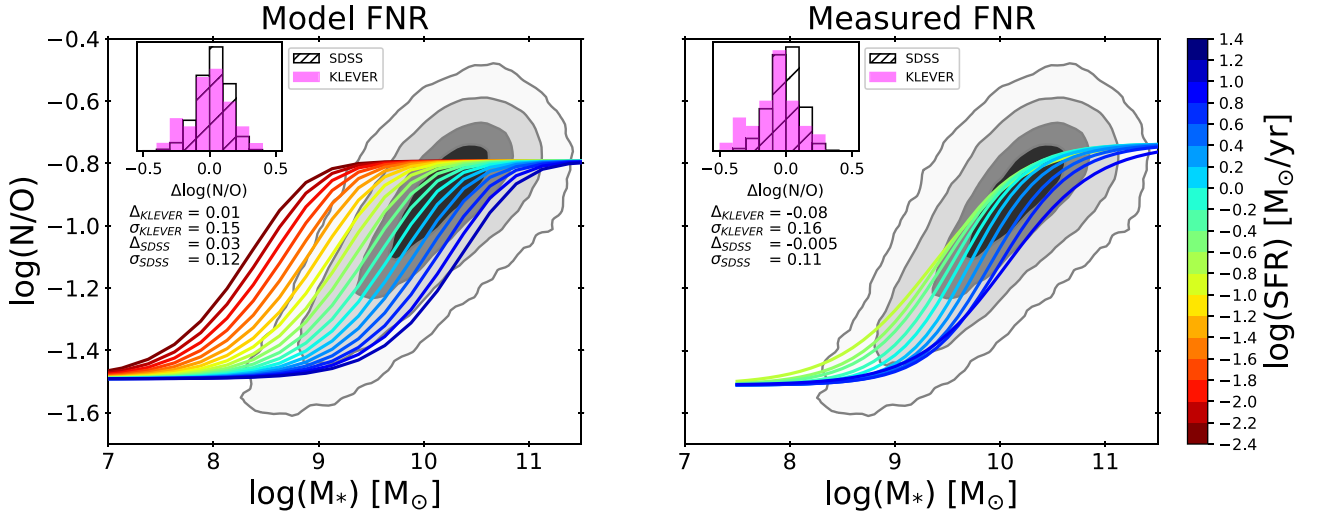 Model FNR
−0.4
−0.6
−0.8
−1.0
−1.2
−1.4
−1.6
log(N/O)
SDSS
KLEVER
−0.5 0.0 0.5
Δlog(N/O)
Δ_KLEVER = 0.01
σ_KLEVER = 0.15
Δ_SDSS = 0.03
σ_SDSS = 0.12
7 8 9 10 11
log(M*) [M⊙]
Measured FNR
SDSS
KLEVER
−0.5 0.0 0.5
Δlog(N/O)
Δ_KLEVER = -0.08
σ_KLEVER = 0.16
Δ_SDSS = -0.005
σ_SDSS = 0.11
7 8 9 10 11
log(M*) [M⊙]
1.4
1.2
1.0
0.8
0.6
0.4
0.2
0.0
−0.2
−0.4
−0.6
−0.8
−1.0
−1.2
−1.4
−1.6
−1.8
−2.0
−2.2
−2.4
log(SFR) [M⊙/yr]